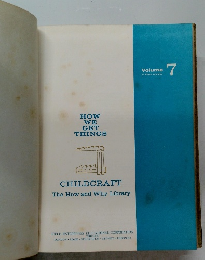 volume 7
HOW
WE
GET
THINGS
CHILDCRAFT
The How and Why Library